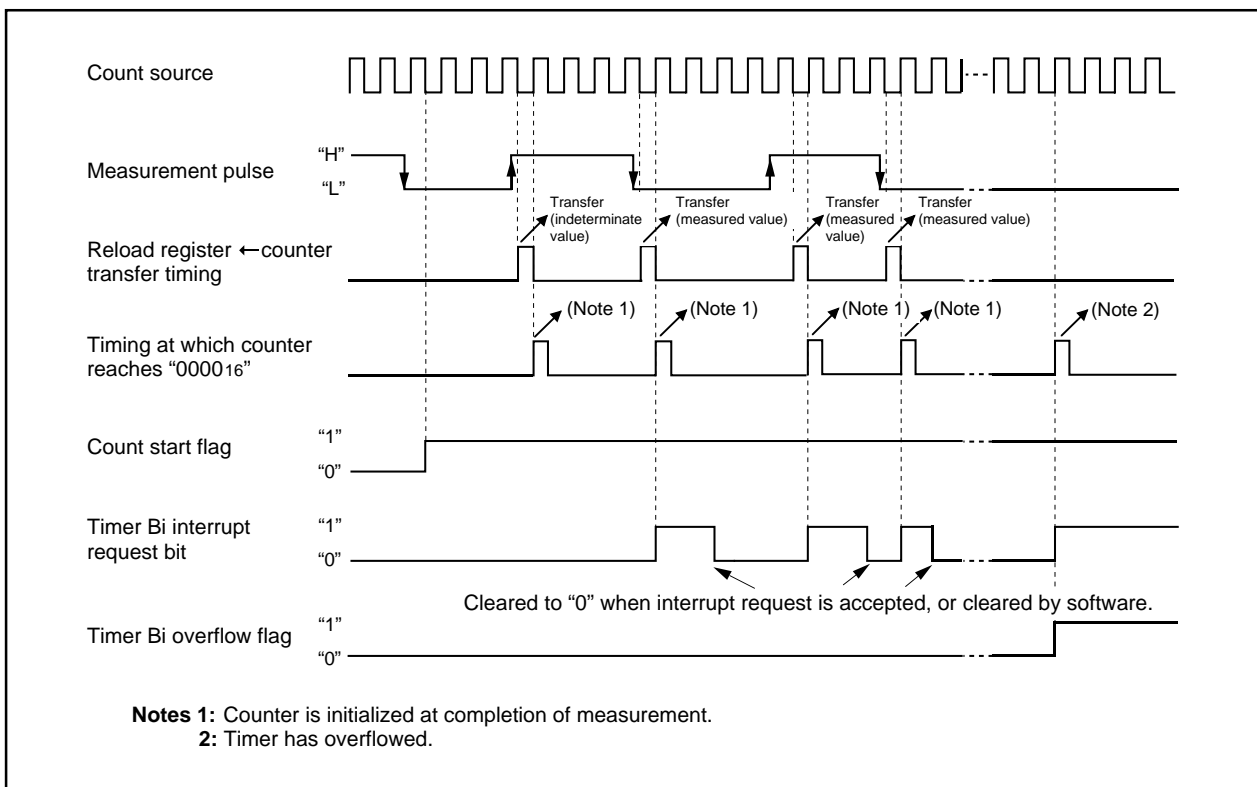 Count source
Measurement pulse
“H”
“L”
Transfer
(indeterminate
value)
Transfer
(measured value)
Transfer
(measured
value)
Transfer
(measured value)
Reload register ←counter
transfer timing
(Note 1)
(Note 1)
(Note 1)
(Note 1)
(Note 2)
Timing at which counter
reaches “000016”
Count start flag
“1”
“0”
Timer Bi interrupt
request bit
“1”
“0”
Cleared to “0” when interrupt request is accepted, or cleared by software.
Timer Bi overflow flag
“1”
“0”
Notes 1: Counter is initialized at completion of measurement.
2: Timer has overflowed.